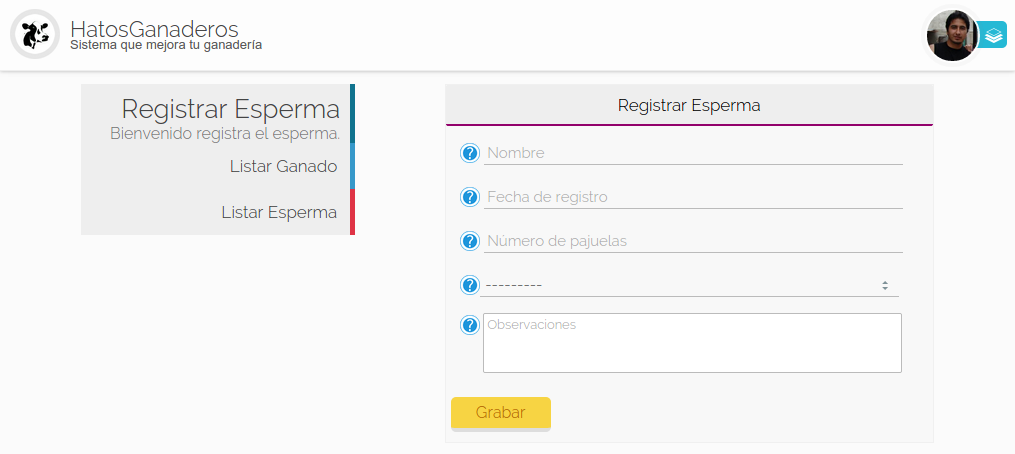 HatosGanaderos
Sistema que mejora tu ganadería
Registrar Esperma
Bienvenido registra el esperma.
Listar Ganado
Listar Esperma
Registrar Esperma
? Nombre
? Fecha de registro
? Número de pajuelas
? ---------
? Observaciones
Grabar